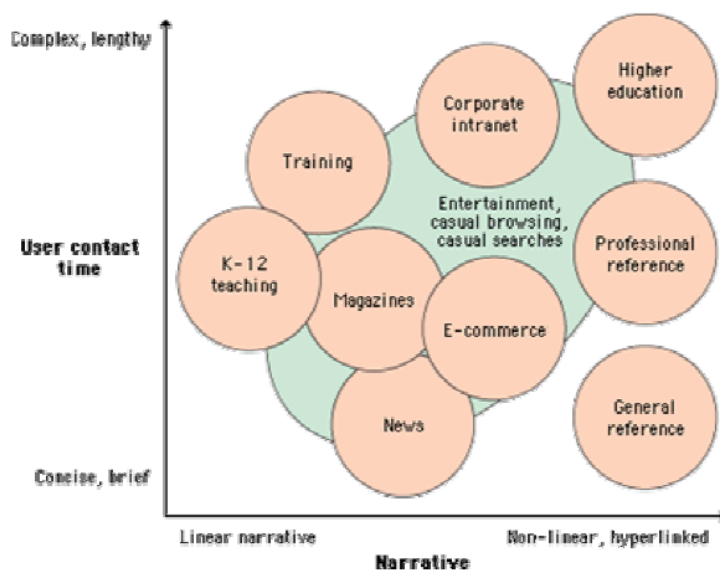 Complex, lengthy
Higher
education
Corporate
intranet
Training
Entertainment,
casual browsing,
casual searches
User contact
time
K-12
teaching
Professional
reference
Magazines
E-commerce
General
reference
News
Concise, brief
Linear narrative
Non-linear, hyperlinked
Narrative